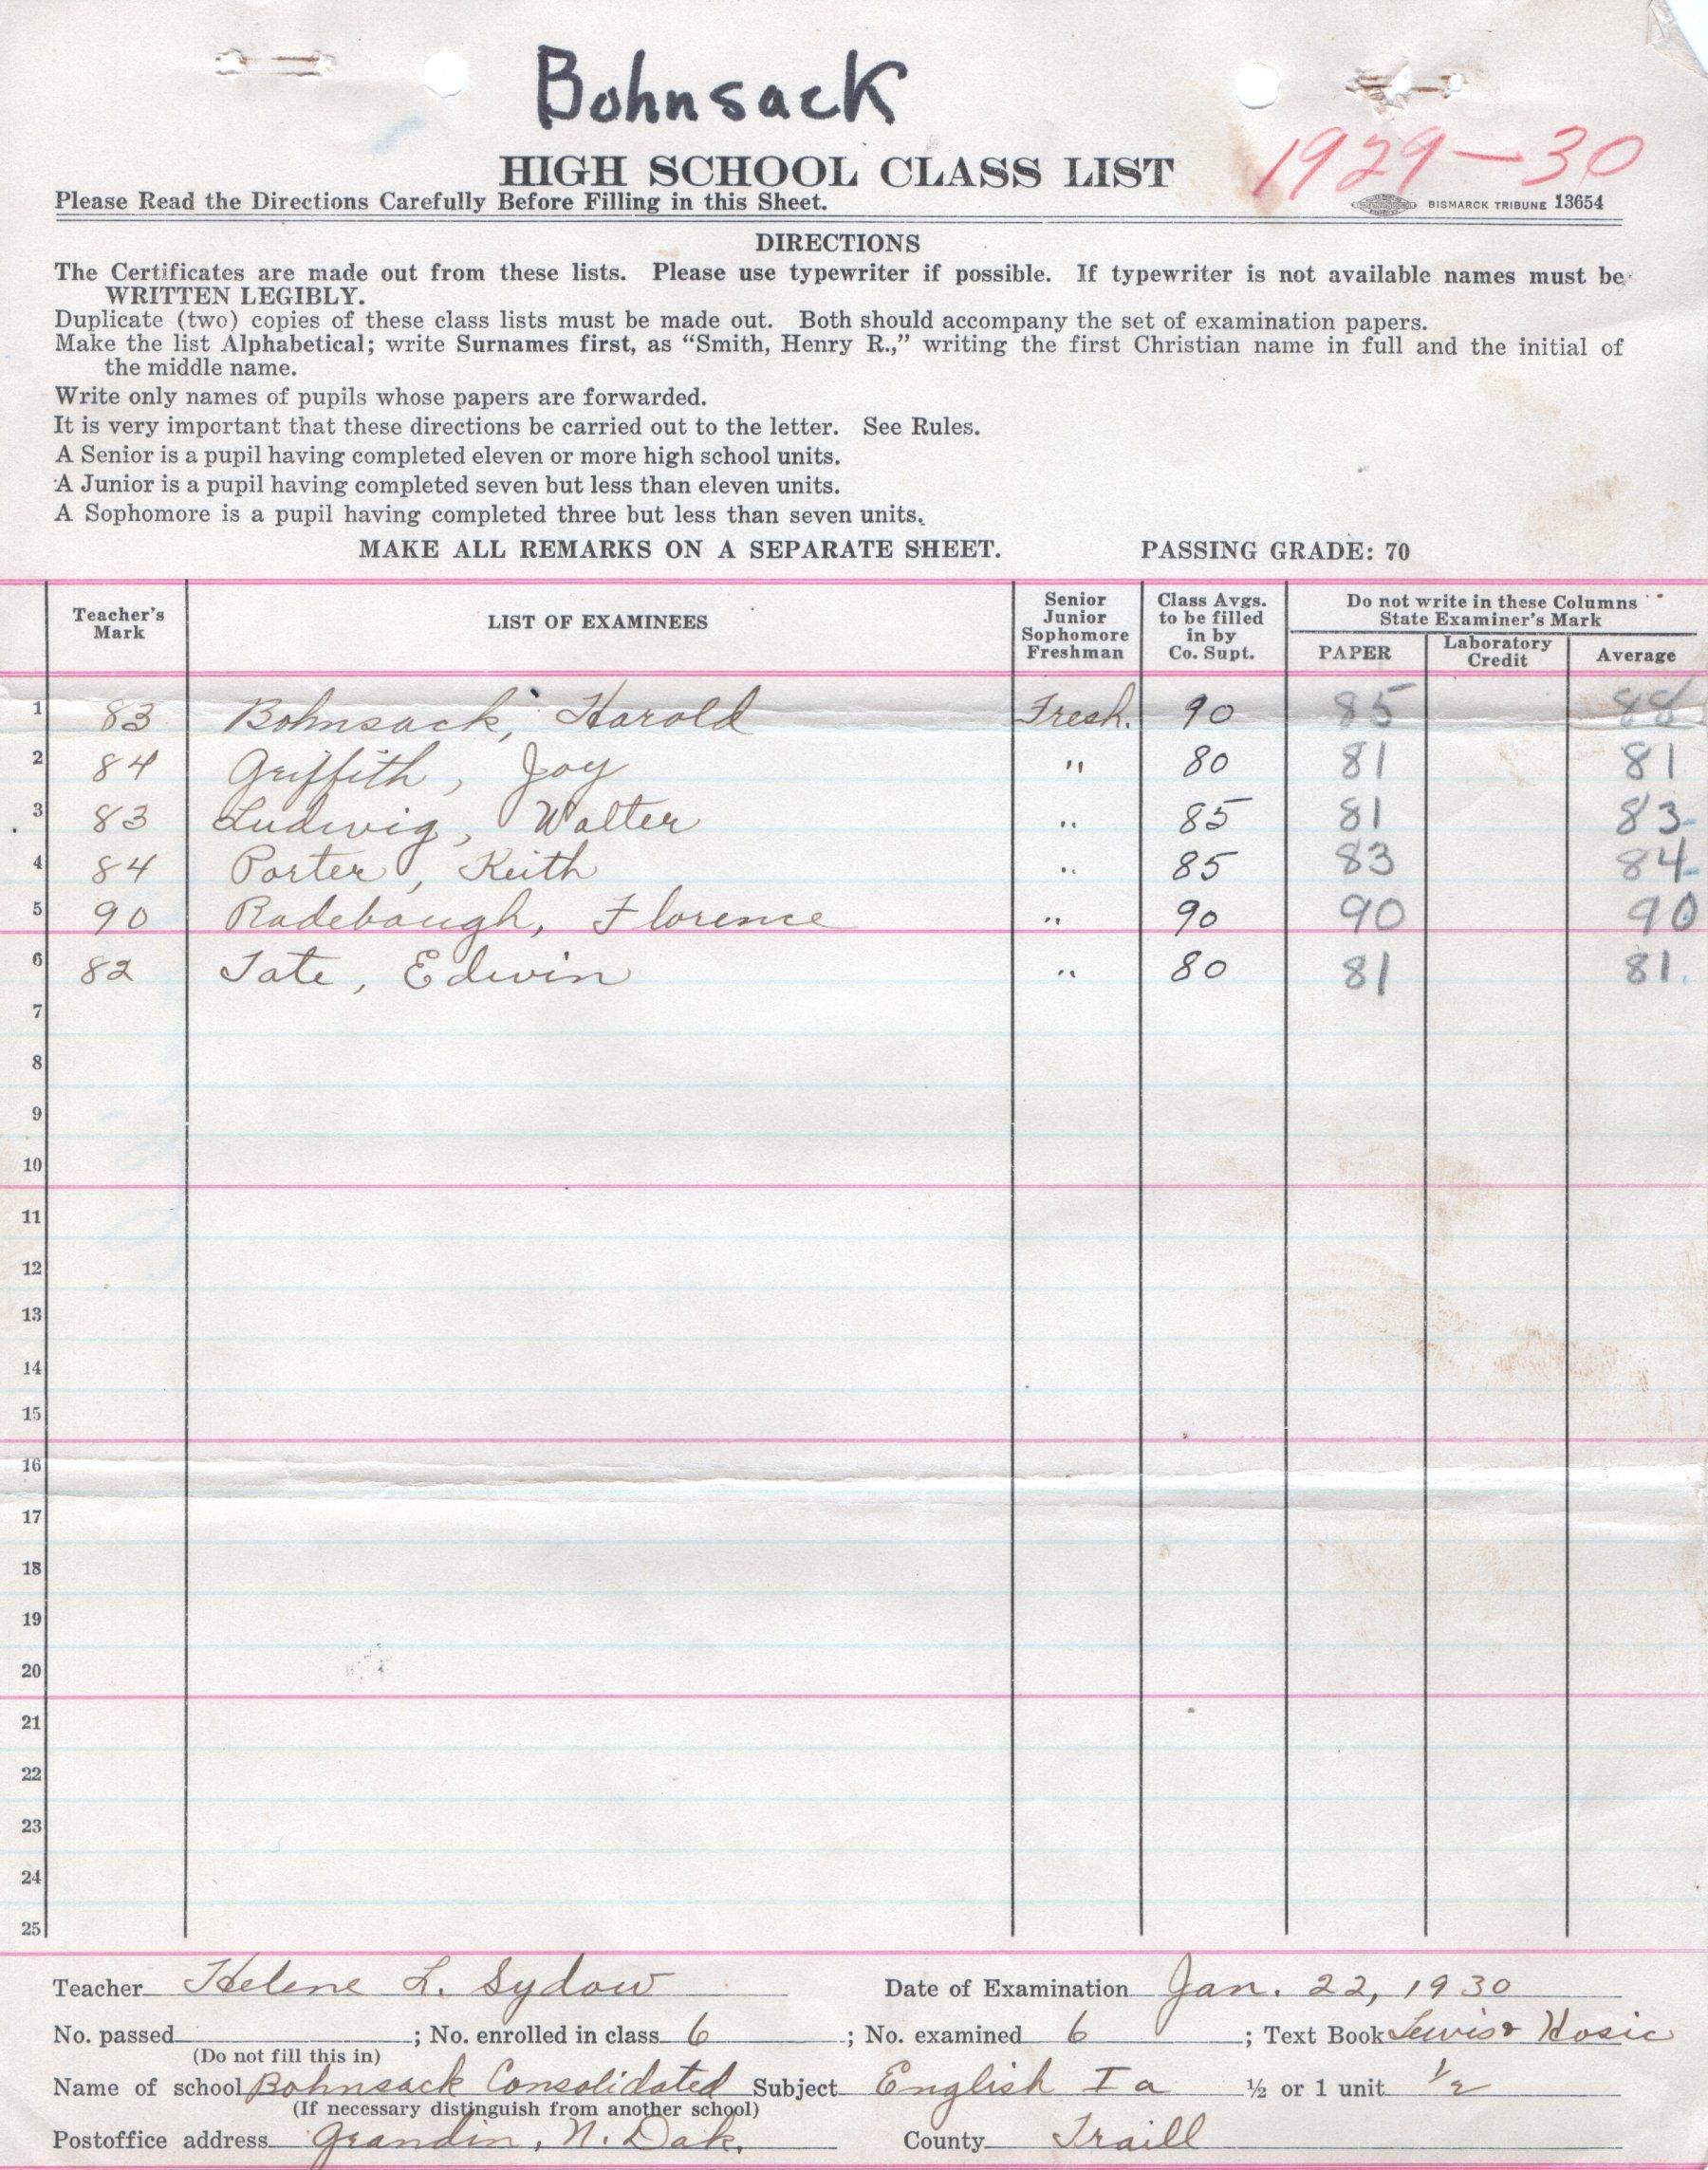 Bohnsack
1929-30
HIGH SCHOOL CLASS LIST
Please Read the Directions Carefully Before Filling in this Sheet.
BISMARCK TRIBUNE 13654
DIRECTIONS
The Certificates are made out from these lists. Please use typewriter if possible. If typewriter is not available names must be
WRITTEN LEGIBLY.
Duplicate (two) copies of these class lists must be made out. Both should accompany the set of examination papers.
Make the list Alphabetical; write Surnames first, as “Smith, Henry R.,” writing the first Christian name in full and the initial of
the middle name.
Write only names of pupils whose papers are forwarded.
It is very important that these directions be carried out to the letter. See Rules.
A Senior is a pupil having completed eleven or more high school units.
A Junior is a pupil having completed seven but less than eleven units.
A Sophomore is a pupil having completed three but less than seven units.
MAKE ALL REMARKS ON A SEPARATE SHEET. PASSING GRADE: 70
Teacher's
Mark
LIST OF EXAMINEES
Senior
Junior
Sophomore
Freshman
Class Avgs.
to be filled
in by
Co. Supt.
Do not write in these Columns
State Examiner's Mark
PAPER
Laboratory
Credit
Average
1 83 Bohnsack, Harold Fresh. 90 85 88
2 84 Griffith, Joy " 80 81 81
3 83 Ludwig, Walter " 85 81 83
4 84 Porter, Keith " 85 83 84
5 90 Radebaugh, Florence " 90 90 90
6 82 Tate, Edwin " 80 81 81
7
8
9
10
11
12
13
14
15
16
17
18
19
20
21
22
23
24
25
Teacher Helene L. Sydow Date of Examination Jan. 22, 1930
No. passed ; No. enrolled in class 6 ; No. examined 6 ; Text Book Lewis & Hosic
(Do not fill this in)
Name of school Bohnsack Consolidated Subject English I a ½ or 1 unit ½
(If necessary distinguish from another school)
Postoffice address Grandin, N. Dak. County Traill